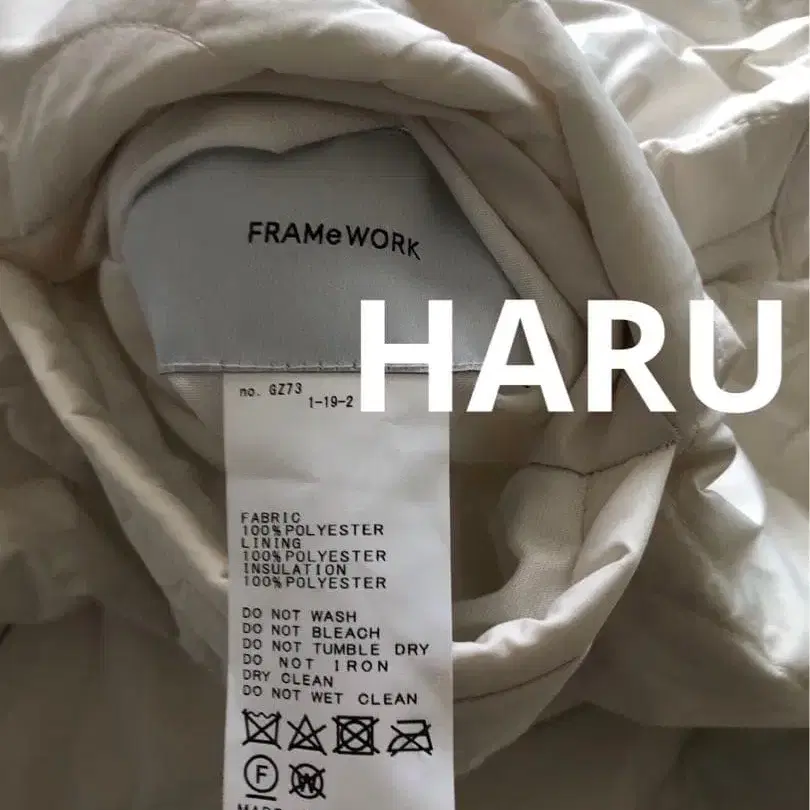 FRAMeWORK
HARU
no. GZ73
1-19-2
FABRIC
100%POLYESTER
LINING
100%POLYESTER
INSULATION
100%POLYESTER
DO NOT WASH
DO NOT BLEACH
DO NOT TUMBLE DRY
DO NOT IRON
DRY CLEAN
DO NOT WET CLEAN
F
W